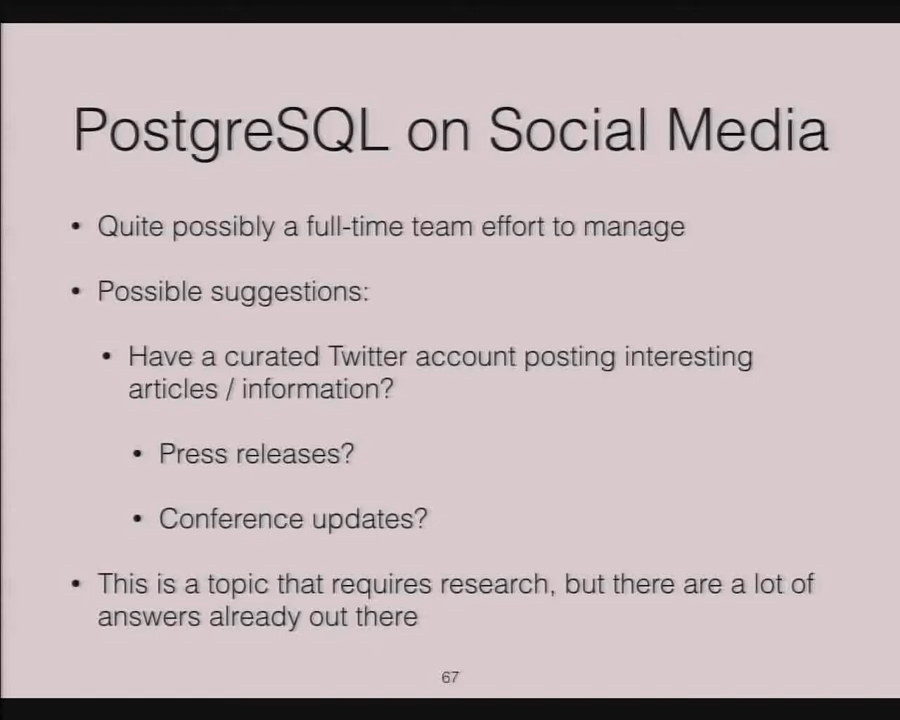 PostgreSQL on Social Media
• Quite possibly a full-time team effort to manage
• Possible suggestions:
• Have a curated Twitter account posting interesting
articles / information?
• Press releases?
• Conference updates?
• This is a topic that requires research, but there are a lot of
answers already out there
67